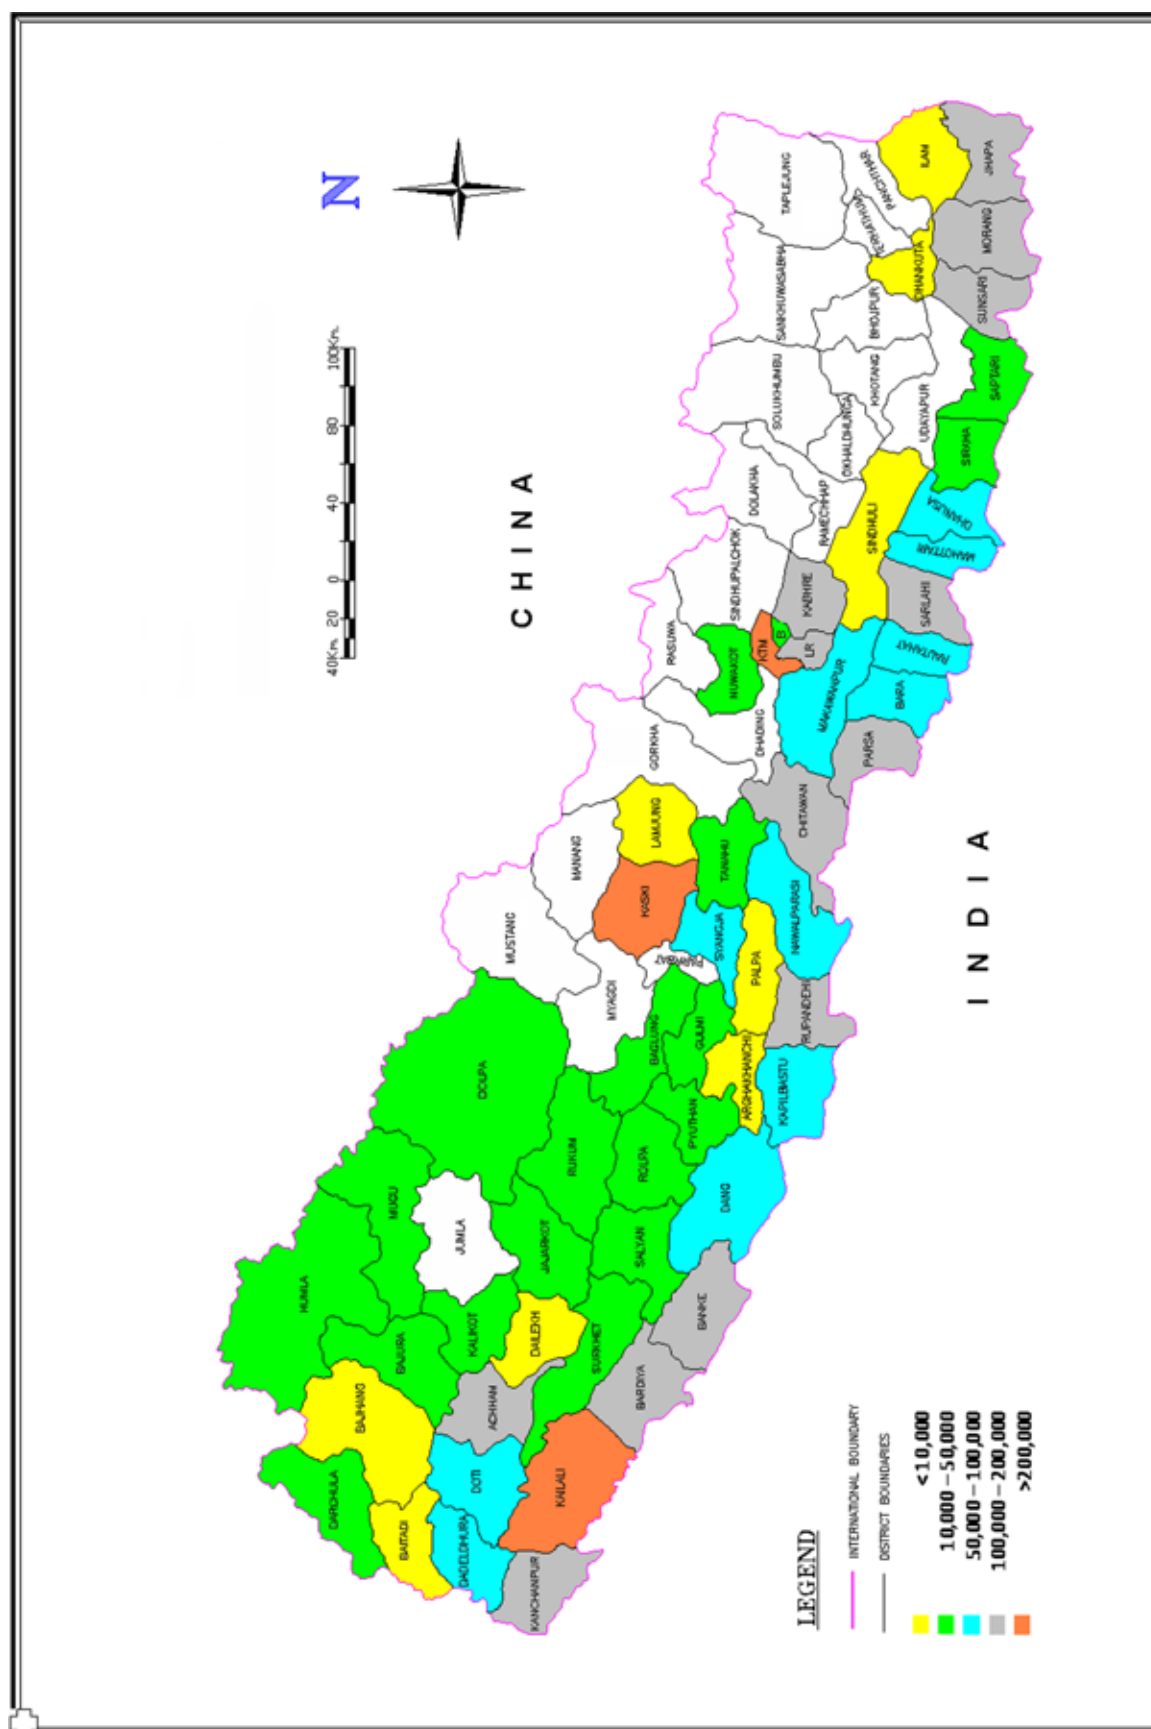 N
100Km.
80
40
0
20
40Km.
CHINA
INDIA
TAPLEJUNG
PANCHTHAR
ILAM
JHAPA
MORANG
SUNSARI
DHANKUTA
TERHATHUM
SANKHUWASABHA
BHOJPUR
SOLUKHUMBU
KHOTANG
OKHALDHUNGA
UDAYAPUR
SAPTARI
SIRAHA
DHANUSA
MAHOTTARI
SARLAHI
SINDHULI
RAMECHHAP
DOLAKHA
SINDHUPALCHOK
KABHRE
RASUWA
NUWAKOT
KTM
B
LR
MAKAWANPUR
RAUTAHAT
BARA
PARSA
CHITAWAN
DHADING
GORKHA
LAMJUNG
TANAHU
MANANG
KASKI
MUSTANG
MYAGDI
PARWAT
SYANGJA
NAWALPARASI
PALPA
RUPANDEHI
KAPILBASTU
ARGHAKHANCHI
GULMI
BAGLUNG
PYUTHAN
ROLPA
RUKUM
DOLPA
MUGU
JUMLA
JAJARKOT
SALYAN
DANG
BANKE
BARDIYA
SURKHET
DAILEKH
KALIKOT
HUMLA
BAJURA
BAJHANG
ACHHAM
DOTI
KAILALI
DARCHULA
BAITADI
DADELDHURA
KANCHANPUR
LEGEND
INTERNATIONAL BOUNDARY
DISTRICT BOUNDARIES
<10,000
10,000 – 50,000
50,000 – 100,000
100,000 – 200,000
>200,000